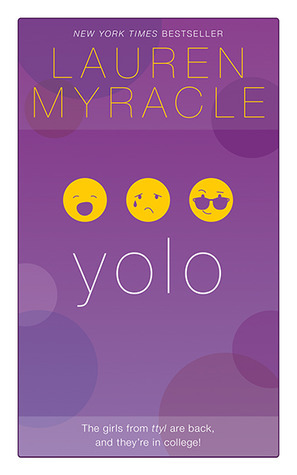 NEW YORK TIMES BESTSELLER
LAUREN
MYRACLE
yolo
The girls from ttyl are back,
and they're in college!